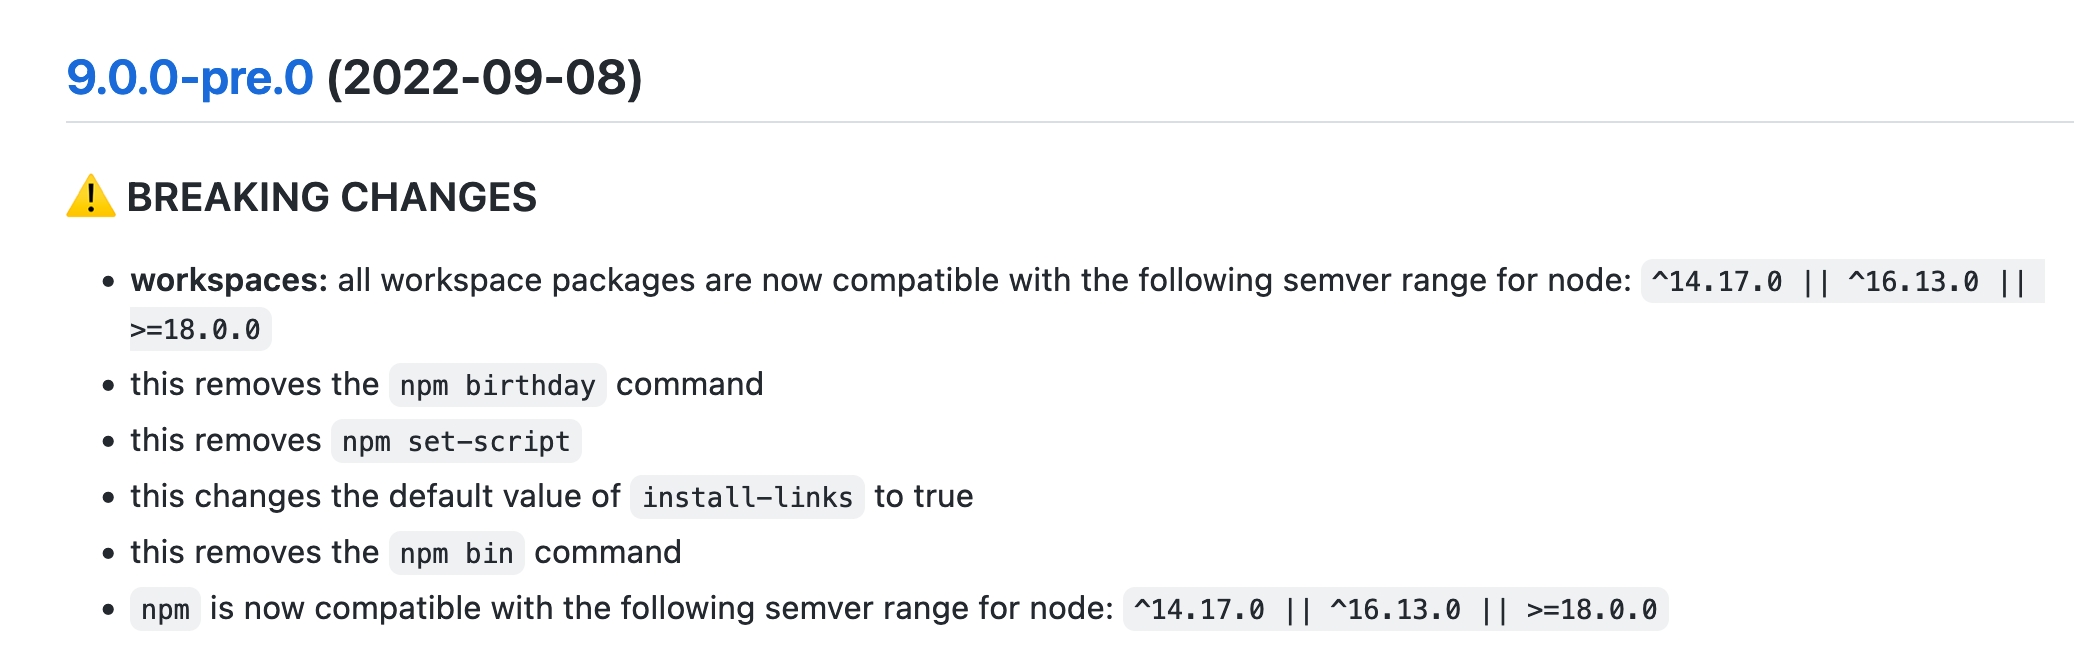 9.0.0-pre.0 (2022-09-08)
⚠️ BREAKING CHANGES
• workspaces: all workspace packages are now compatible with the following semver range for node: ^14.17.0 || ^16.13.0 ||
>=18.0.0
• this removes the npm birthday command
• this removes npm set-script
• this changes the default value of install-links to true
• this removes the npm bin command
• npm is now compatible with the following semver range for node: ^14.17.0 || ^16.13.0 || >=18.0.0